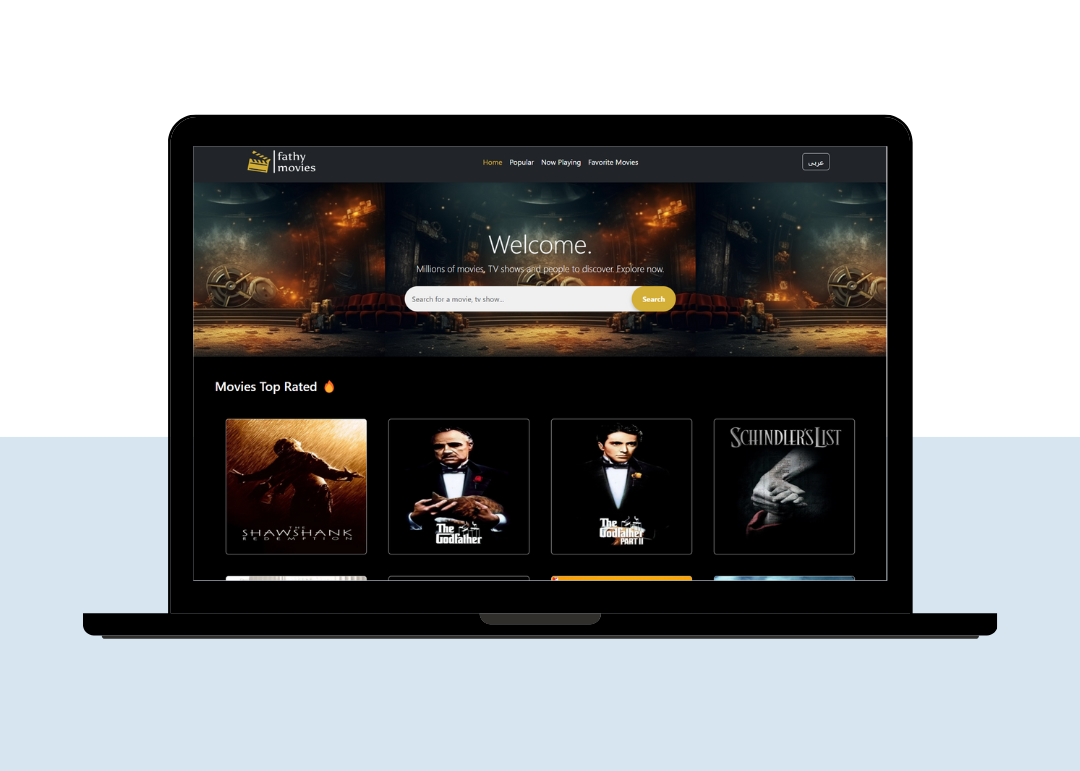 fathy
movies
Home Popular Now Playing Favorite Movies
عربى
Welcome.
Millions of movies, TV shows and people to discover. Explore now.
Search for a movie, tv show...
Search
Movies Top Rated 🔥
THE
SHAWSHANK
REDEMPTION
The
Godfather
The
Godfather
PART II
SCHINDLER'S LIST